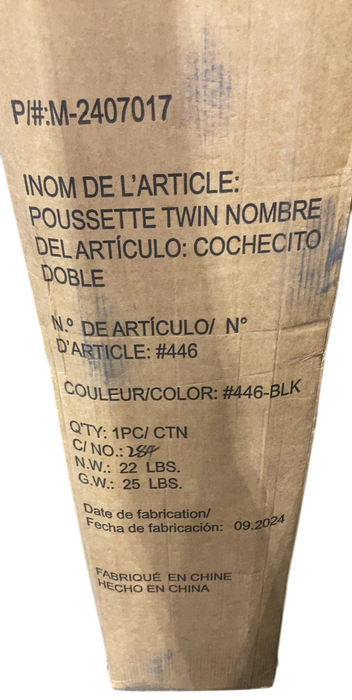 PI#:M-2407017
INOM DE L'ARTICLE:
POUSSETTE TWIN NOMBRE
DEL ARTÍCULO: COCHECITO
DOBLE
N.º DE ARTÍCULO/ N°
D'ARTICLE: #446
COULEUR/COLOR: #446-BLK
Q'TY: 1PC/ CTN
C/ NO.: 284
N.W.: 22 LBS.
G.W.: 25 LBS.
Date de fabrication/
Fecha de fabricación: 09.2024
FABRIQUÉ EN CHINE
HECHO EN CHINA